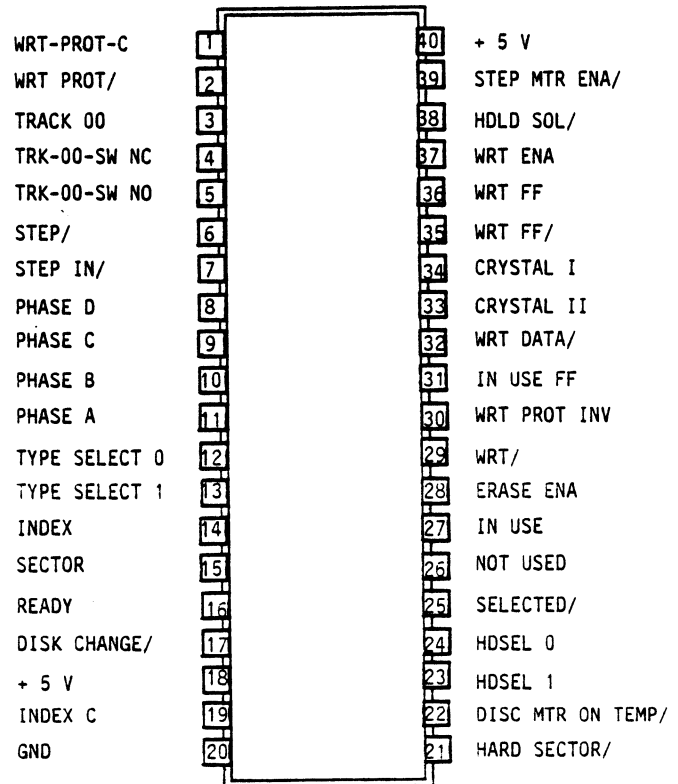 WRT-PROT-C 1 40 + 5 V
WRT PROT/ 2 39 STEP MTR ENA/
TRACK 00 3 38 HDLD SOL/
TRK-00-SW NC 4 37 WRT ENA
TRK-00-SW NO 5 36 WRT FF
STEP/ 6 35 WRT FF/
STEP IN/ 7 34 CRYSTAL I
PHASE D 8 33 CRYSTAL II
PHASE C 9 32 WRT DATA/
PHASE B 10 31 IN USE FF
PHASE A 11 30 WRT PROT INV
TYPE SELECT 0 12 29 WRT/
TYPE SELECT 1 13 28 ERASE ENA
INDEX 14 27 IN USE
SECTOR 15 26 NOT USED
READY 16 25 SELECTED/
DISK CHANGE/ 17 24 HDSEL 0
+ 5 V 18 23 HDSEL 1
INDEX C 19 22 DISC MTR ON TEMP/
GND 20 21 HARD SECTOR/